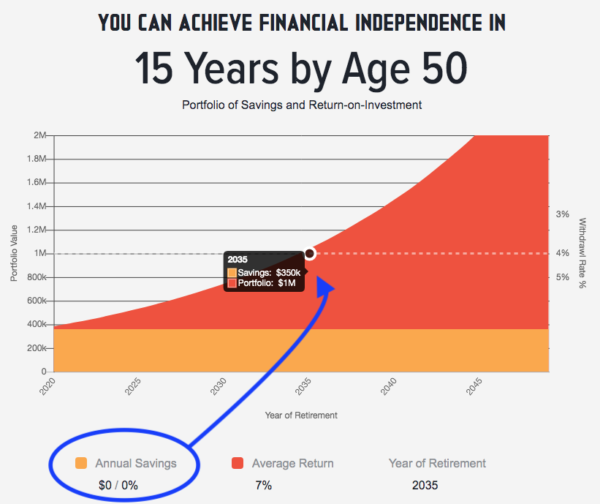 YOU CAN ACHIEVE FINANCIAL INDEPENDENCE IN
15 Years by Age 50
Portfolio of Savings and Return-on-Investment
2M
1.8M
1.6M
1.4M
1.2M
1M
800k
600k
400k
200k
0
Portfolio Value
3%
4%
5%
Withdrawl Rate %
2035
Savings: $350k
Portfolio: $1M
2020
2025
2030
2035
2040
2045
Year of Retirement
Annual Savings
$0 / 0%
Average Return
7%
Year of Retirement
2035